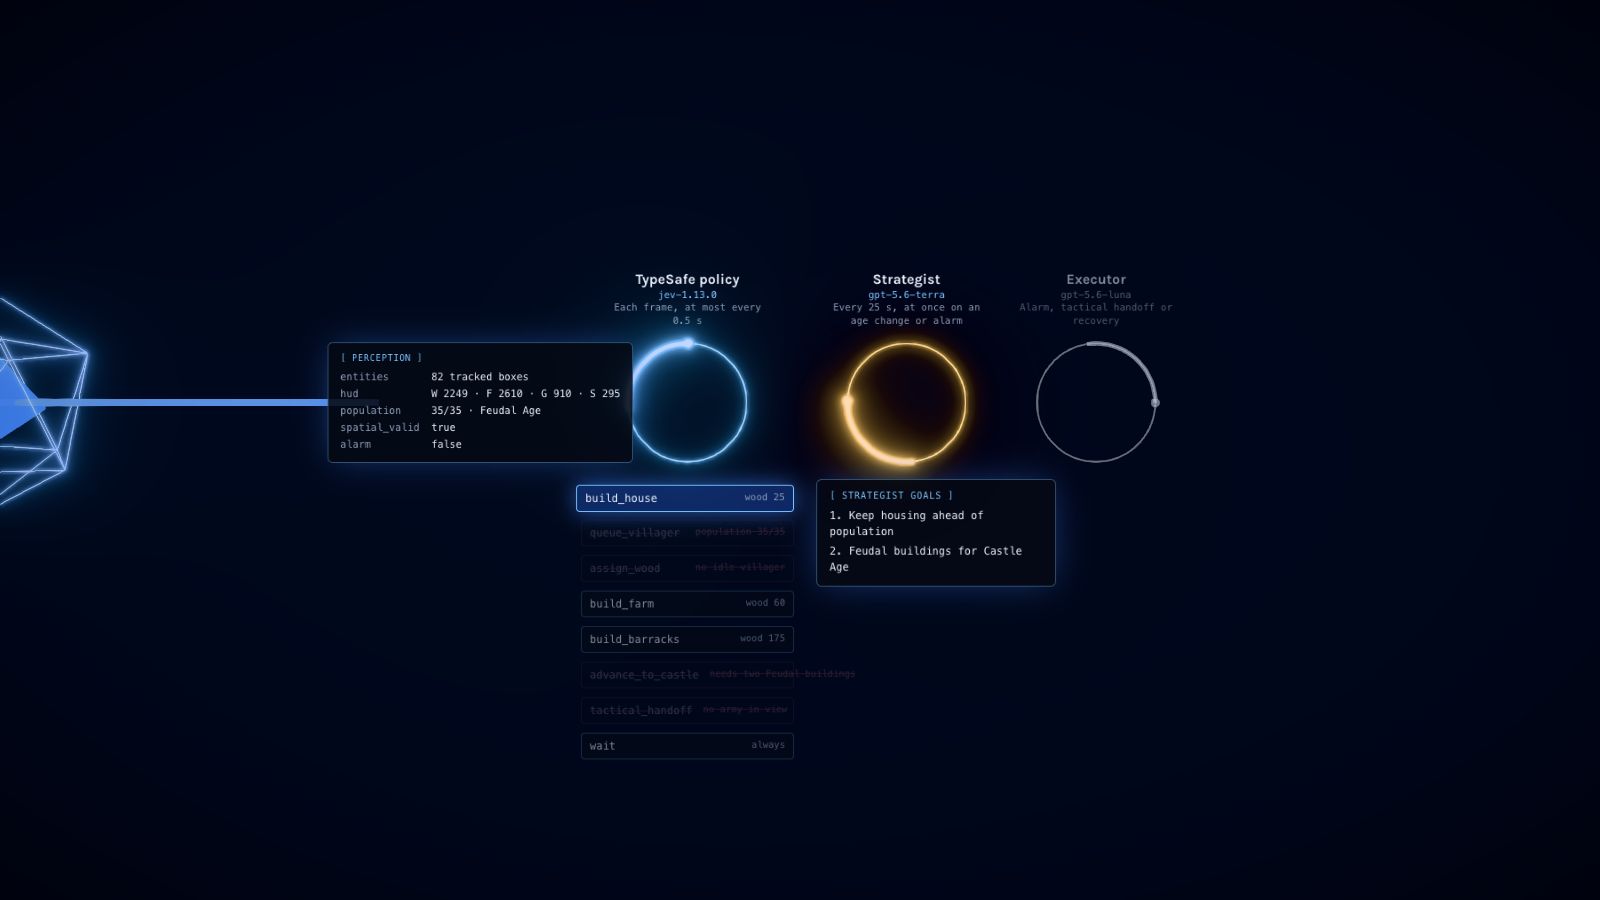 TypeSafe policy
jev-1.13.0
Each frame, at most every
0.5 s
Strategist
gpt-5.6-terra
Every 25 s, at once on an
age change or alarm
Executor
gpt-5.6-luna
Alarm, tactical handoff or
recovery
[ PERCEPTION ]
entities 82 tracked boxes
hud W 2249 · F 2610 · G 910 · S 295
population 35/35 · Feudal Age
spatial_valid true
alarm false
build_house wood 25
queue_villager population 35/35
assign_wood no idle villager
build_farm wood 60
build_barracks wood 175
advance_to_castle needs two Feudal buildings
tactical_handoff no army in view
wait always
[ STRATEGIST GOALS ]
1. Keep housing ahead of
population
2. Feudal buildings for Castle
Age